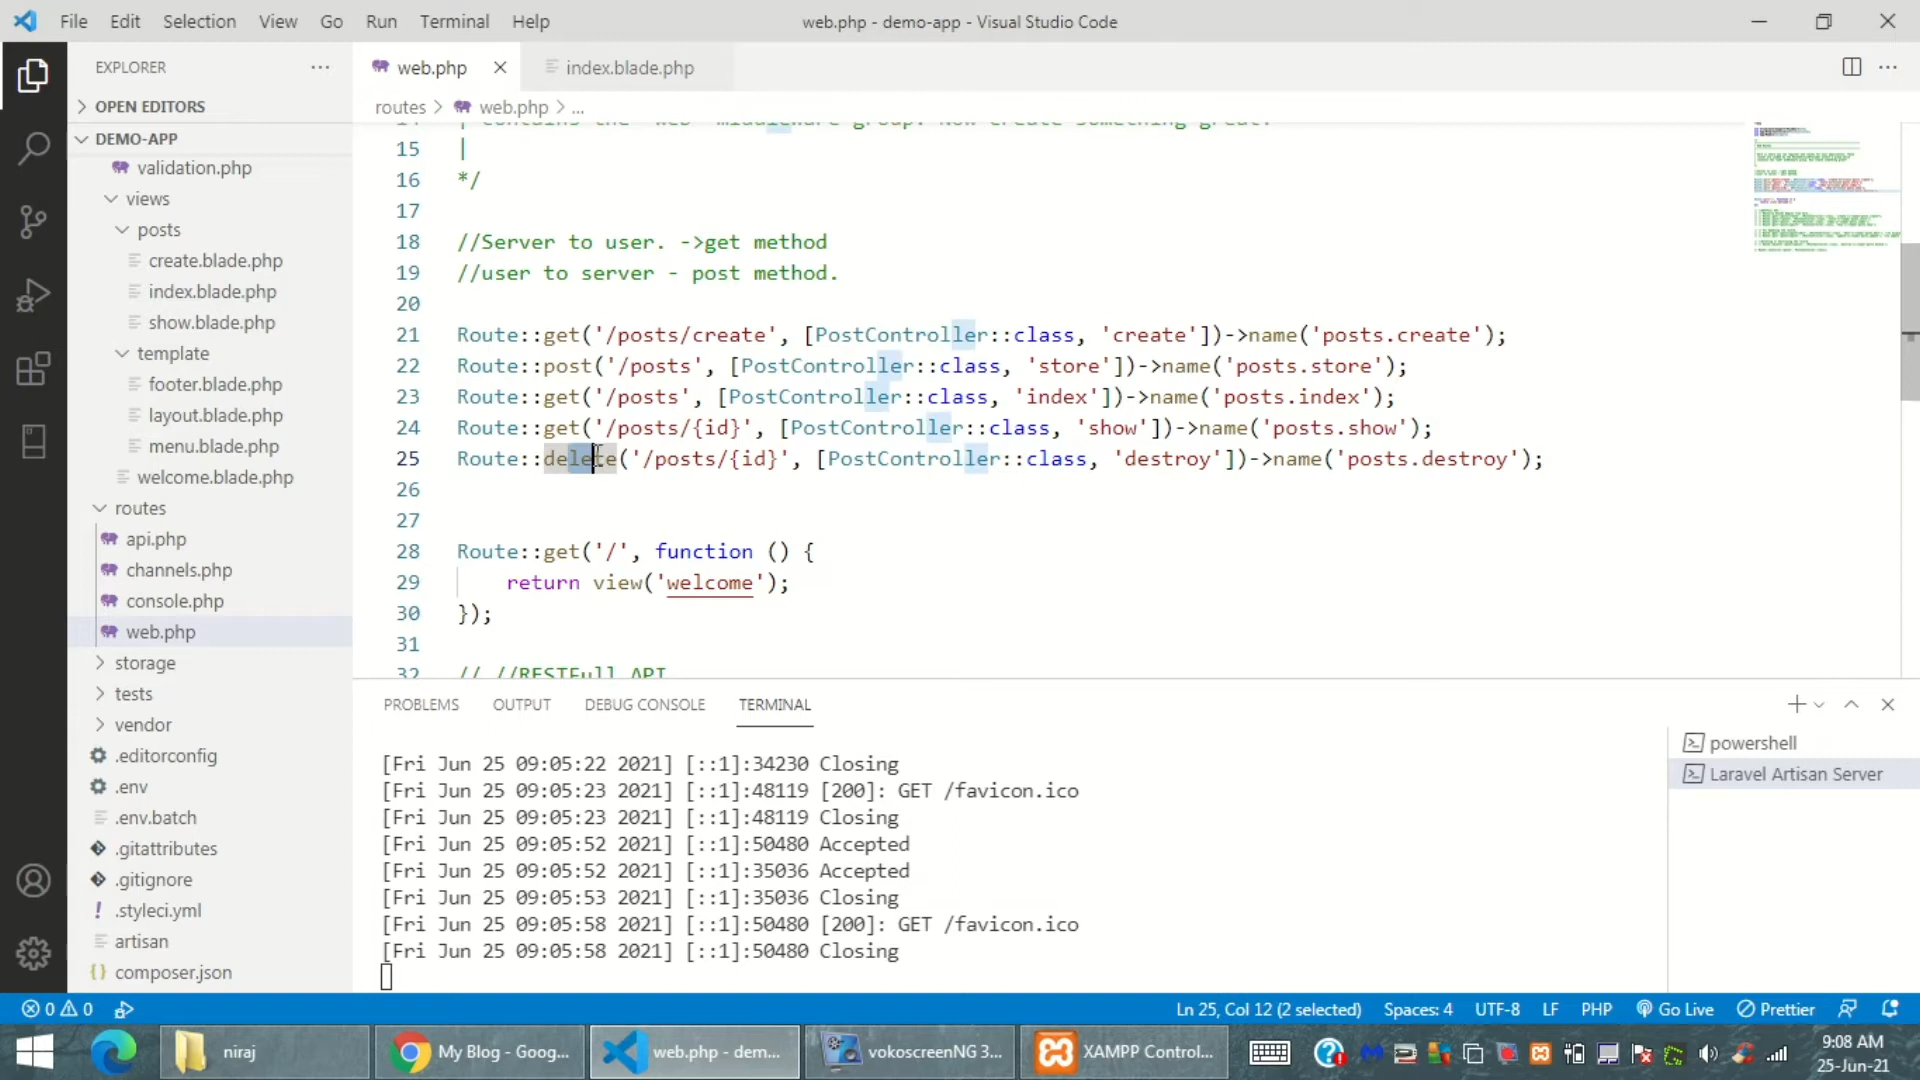 File Edit Selection View Go Run Terminal Help
web.php - demo-app - Visual Studio Code
EXPLORER
web.php
index.blade.php
OPEN EDITORS
routes > web.php > ...
DEMO-APP
validation.php
views
posts
create.blade.php
index.blade.php
show.blade.php
template
footer.blade.php
layout.blade.php
menu.blade.php
welcome.blade.php
routes
api.php
channels.php
console.php
web.php
storage
tests
vendor
.editorconfig
.env
.env.batch
.gitattributes
.gitignore
.styleci.yml
artisan
composer.json
14 | contains the "web" middleware group. Now create something great!
15 |
16 */
17
18 //Server to user. ->get method
19 //user to server - post method.
20
21 Route::get('/posts/create', [PostController::class, 'create'])->name('posts.create');
22 Route::post('/posts', [PostController::class, 'store'])->name('posts.store');
23 Route::get('/posts', [PostController::class, 'index'])->name('posts.index');
24 Route::get('/posts/{id}', [PostController::class, 'show'])->name('posts.show');
25 Route::delete('/posts/{id}', [PostController::class, 'destroy'])->name('posts.destroy');
26
27
28 Route::get('/', function () {
29 return view('welcome');
30 });
31
32 // //RESTFull API
PROBLEMS OUTPUT DEBUG CONSOLE TERMINAL
[Fri Jun 25 09:05:22 2021] [::1]:34230 Closing
[Fri Jun 25 09:05:23 2021] [::1]:48119 [200]: GET /favicon.ico
[Fri Jun 25 09:05:23 2021] [::1]:48119 Closing
[Fri Jun 25 09:05:52 2021] [::1]:50480 Accepted
[Fri Jun 25 09:05:52 2021] [::1]:35036 Accepted
[Fri Jun 25 09:05:53 2021] [::1]:35036 Closing
[Fri Jun 25 09:05:58 2021] [::1]:50480 [200]: GET /favicon.ico
[Fri Jun 25 09:05:58 2021] [::1]:50480 Closing
powershell
Laravel Artisan Server
0 0
Ln 25, Col 12 (2 selected) Spaces: 4 UTF-8 LF PHP Go Live Prettier
niraj
My Blog - Goog...
web.php - dem...
vokoscreenNG 3...
XAMPP Control...
9:08 AM
25-Jun-21